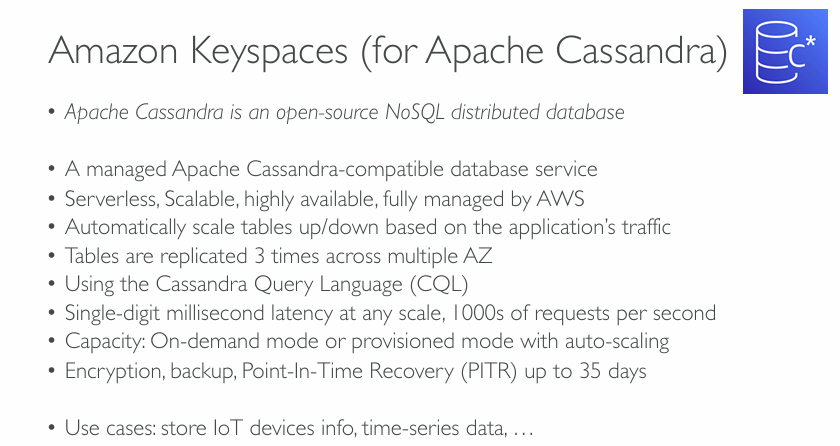 Amazon Keyspaces (for Apache Cassandra)
C*
• Apache Cassandra is an open-source NoSQL distributed database
• A managed Apache Cassandra-compatible database service
• Serverless, Scalable, highly available, fully managed by AWS
• Automatically scale tables up/down based on the application’s traffic
• Tables are replicated 3 times across multiple AZ
• Using the Cassandra Query Language (CQL)
• Single-digit millisecond latency at any scale, 1000s of requests per second
• Capacity: On-demand mode or provisioned mode with auto-scaling
• Encryption, backup, Point-In-Time Recovery (PITR) up to 35 days
• Use cases: store IoT devices info, time-series data, …